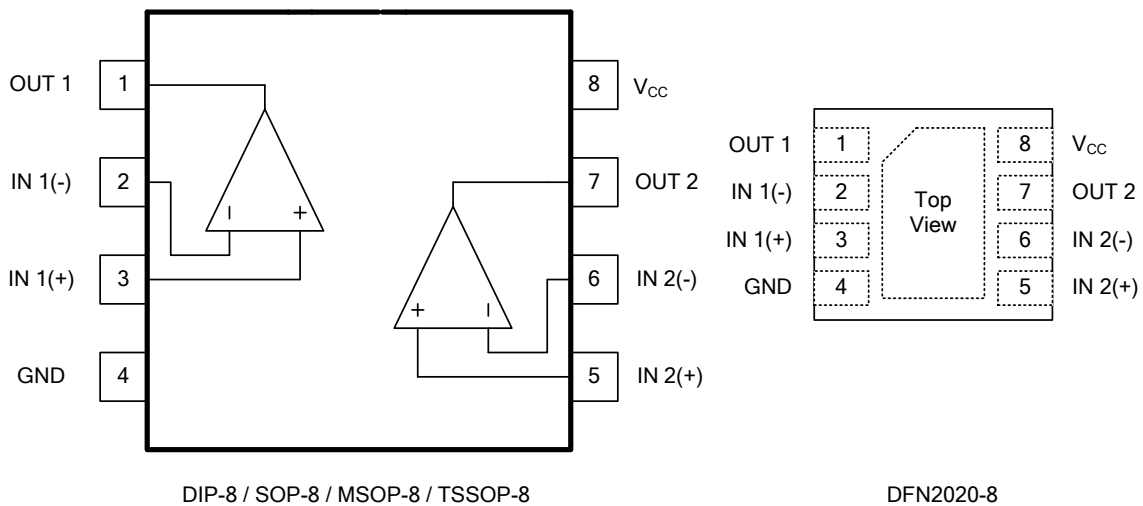 OUT 1 1
IN 1(-) 2
IN 1(+) 3
GND 4
8 VCC
7 OUT 2
6 IN 2(-)
5 IN 2(+)
− +
+ −
DIP-8 / SOP-8 / MSOP-8 / TSSOP-8
OUT 1 1
IN 1(-) 2
IN 1(+) 3
GND 4
Top
View
8 VCC
7 OUT 2
6 IN 2(-)
5 IN 2(+)
DFN2020-8